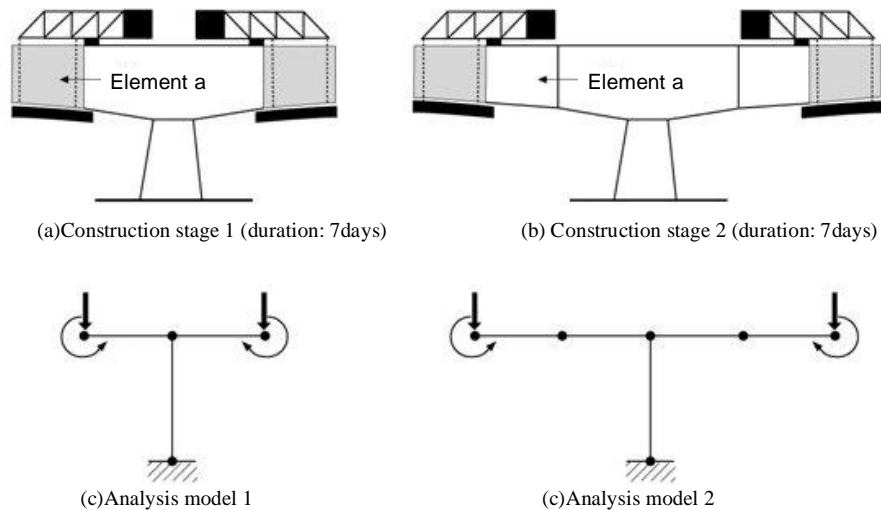 Element a
Element a
(a)Construction stage 1 (duration: 7days)
(b) Construction stage 2 (duration: 7days)
(c)Analysis model 1
(c)Analysis model 2